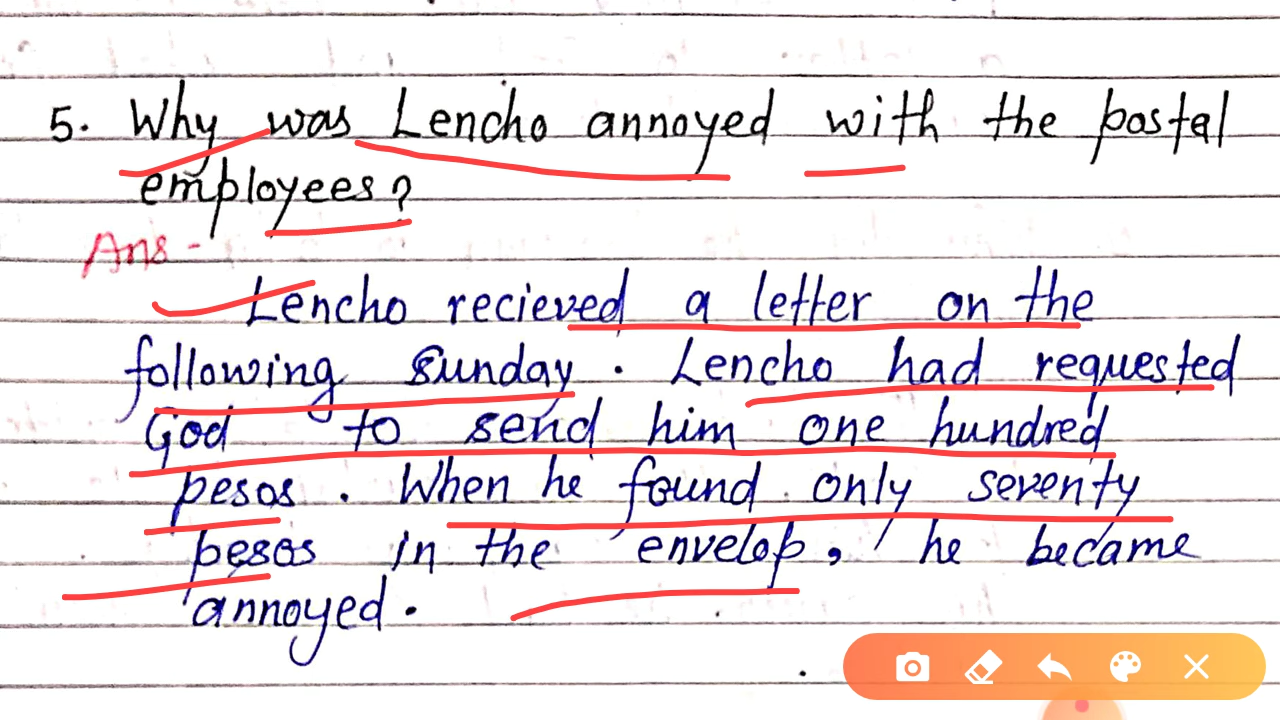 5. Why was Lencho annoyed with the postal
employees?
Ans -
Lencho recieved a letter on the
following Sunday. Lencho had requested
God to send him one hundred
pesos. When he found only seventy
pesos in the envelop, he became
annoyed.